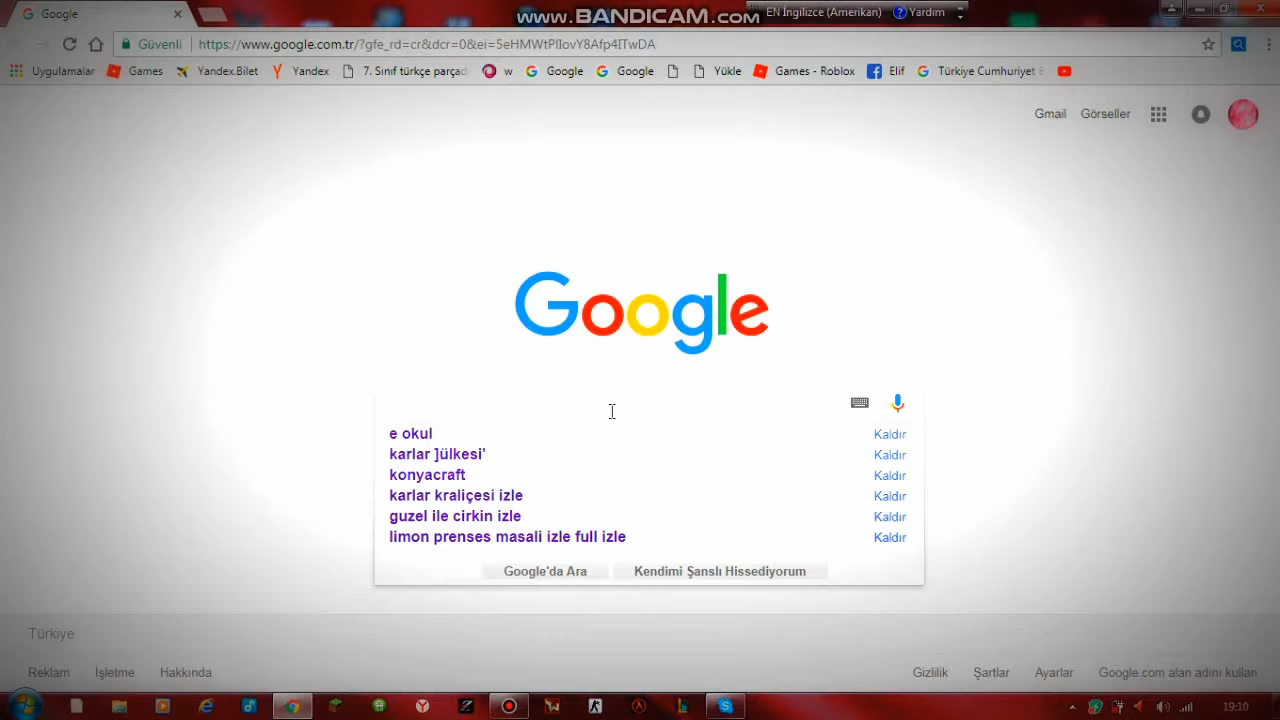 Google
www.BANDICAM.com
EN İngilizce (Amerikan)
Yardım
Güvenli
https://www.google.com.tr/?gfe_rd=cr&dcr=0&ei=5eHMWtPIIovY8Afp4ITwDA
Uygulamalar
Games
Yandex.Bilet
Yandex
7. Sınıf türkçe parçad
w
Google
Google
Yükle
Games - Roblox
Elif
Türkiye Cumhuriyet
Gmail
Görseller
Google
e okul
Kaldır
karlar ]ülkesi'
Kaldır
konyacraft
Kaldır
karlar kraliçesi izle
Kaldır
guzel ile cirkin izle
Kaldır
limon prenses masali izle full izle
Kaldır
Google'da Ara
Kendimi Şanslı Hissediyorum
Türkiye
Reklam
İşletme
Hakkında
Gizlilik
Şartlar
Ayarlar
Google.com alan adını kullan
19:10